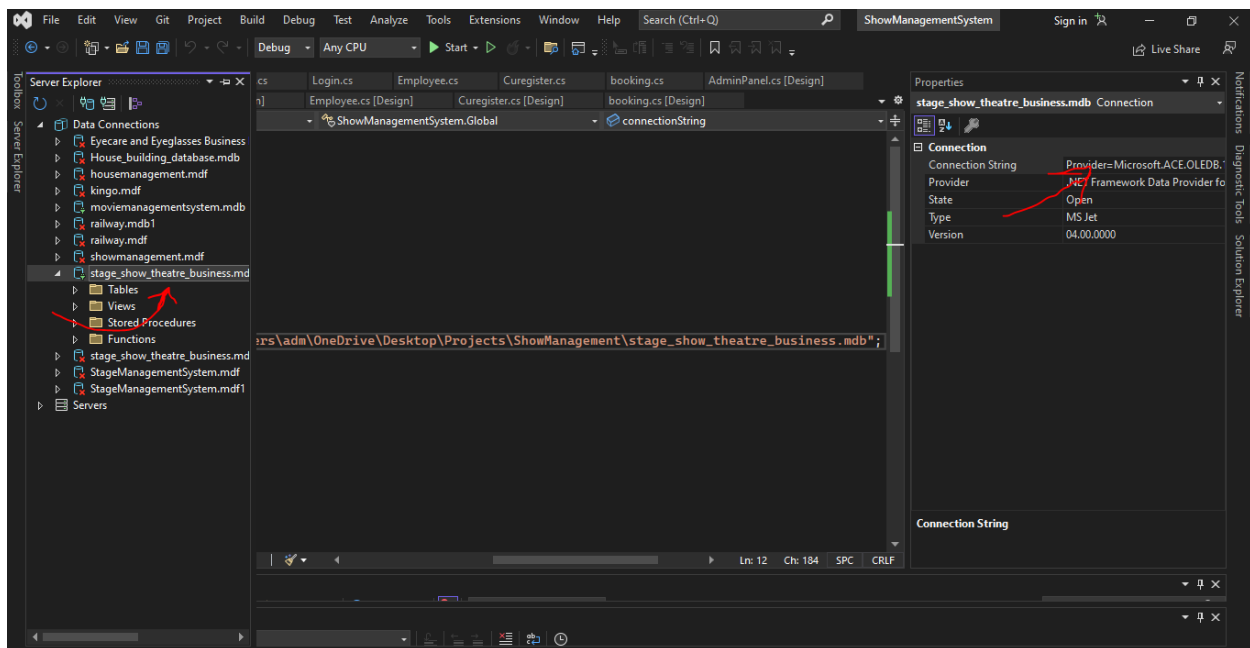 File Edit View Git Project Build Debug Test Analyze Tools Extensions Window Help Search (Ctrl+Q) ShowManagementSystem Sign in
Debug Any CPU Start Live Share
Toolbox
Server Explorer
Server Explorer
Data Connections
Eyecare and Eyeglasses Business
House_building_database.mdb
housemanagement.mdf
kingo.mdf
moviemanagementsystem.mdb
railway.mdb1
railway.mdf
showmanagement.mdf
stage_show_theatre_business.md
Tables
Views
Stored Procedures
Functions
stage_show_theatre_business.md
StageManagementSystem.mdf
StageManagementSystem.mdf1
Servers
cs Login.cs Employee.cs Curegister.cs booking.cs AdminPanel.cs [Design]
n] Employee.cs [Design] Curegister.cs [Design] booking.cs [Design]
ShowManagementSystem.Global connectionString
ers\adm\OneDrive\Desktop\Projects\ShowManagement\stage_show_theatre_business.mdb";
Ln: 12 Ch: 184 SPC CRLF
Properties
stage_show_theatre_business.mdb Connection
Connection
Connection String Provider=Microsoft.ACE.OLEDB.
Provider .NET Framework Data Provider fo
State Open
Type MS Jet
Version 04.00.0000
Connection String
Notifications
Diagnostic Tools
Solution Explorer